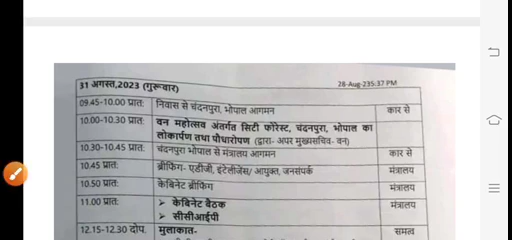 31 अगस्त,2023 (गुरूवार) 28-Aug-235:37 PM
09.45-10.00 प्रात: निवास से चंदनपुरा, भोपाल आगमन कार से
10.00-10.30 प्रात: वन महोत्सव अंतर्गत सिटी फॉरेस्ट, चंदनपुरा, भोपाल का
लोकार्पण तथा पौधारोपण (द्वारा- अपर मुख्यसचिव- वन)
10.30-10.45 प्रात: चंदनपुरा भोपाल से मंत्रालय आगमन कार से
10.45 प्रात: ब्रीफिंग- एडीजी, इंटेलीजेंस/ आयुक्त, जनसंपर्क मंत्रालय
10.50 प्रात: केबिनेट ब्रीफिंग मंत्रालय
11.00 प्रात: ➢ केबिनेट बैठक मंत्रालय
➢ सीसीआईपी
12.15-12.30 दोप. मुलाकात- समत्व